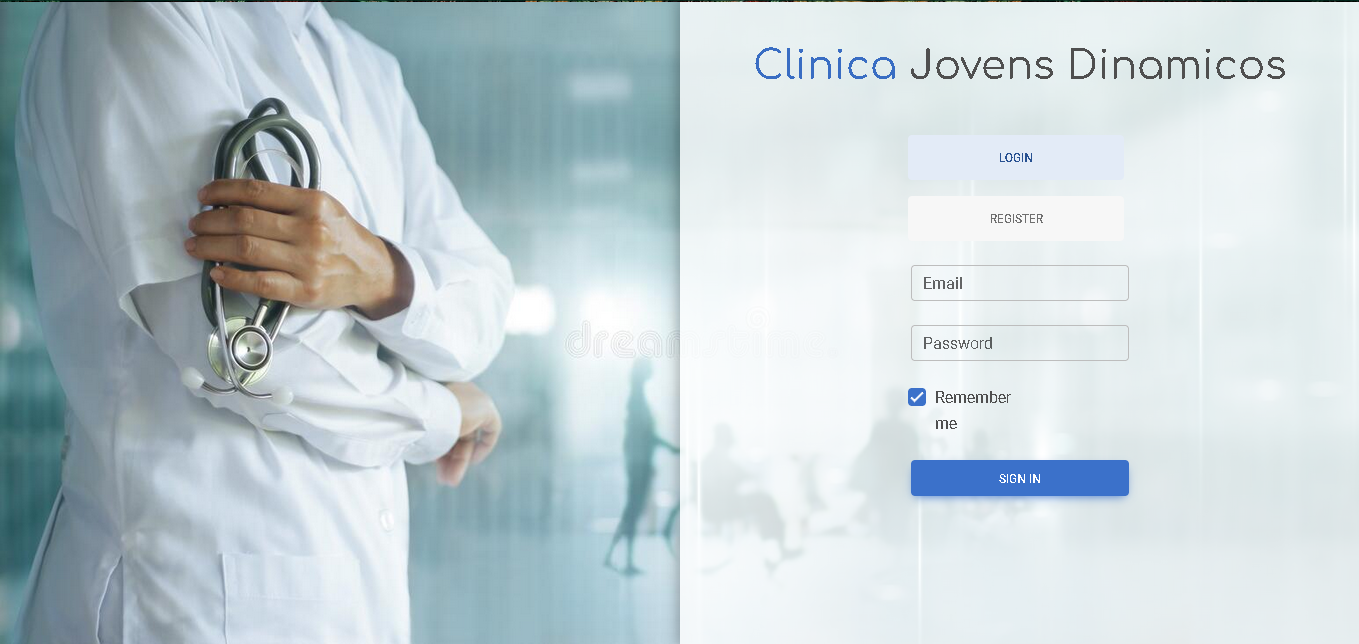 Clinica Jovens Dinamicos
LOGIN
REGISTER
Email
Password
Remember
me
SIGN IN